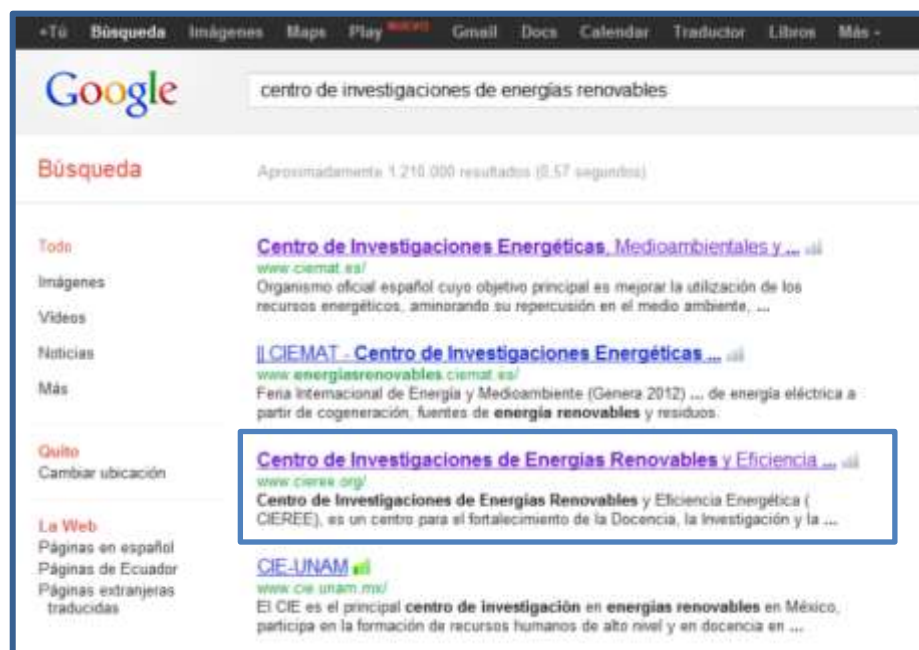 +Tú Búsqueda Imágenes Maps Play NUEVO Gmail Docs Calendar Traductor Libros Más -
Google
centro de investigaciones de energías renovables
Búsqueda
Aproximadamente 1.210.000 resultados (0,57 segundos)
Todo
Imágenes
Vídeos
Noticias
Más
Quito
Cambiar ubicación
La Web
Páginas en español
Páginas de Ecuador
Páginas extranjeras
traducidas
Centro de Investigaciones Energéticas, Medioambientales y ...
www.ciemat.es/
Organismo oficial español cuyo objetivo principal es mejorar la utilización de los
recursos energéticos, aminorando su repercusión en el medio ambiente, ...
|| CIEMAT - Centro de Investigaciones Energéticas ...
www.energiasrenovables.ciemat.es/
Feria Internacional de Energía y Medioambiente (Genera 2012) ... de energía eléctrica a
partir de cogeneración, fuentes de energía renovables y residuos.
Centro de Investigaciones de Energías Renovables y Eficiencia ...
www.cieree.org/
Centro de Investigaciones de Energías Renovables y Eficiencia Energética (
CIEREE), es un centro para el fortalecimiento de la Docencia, la Investigación y la ...
CIE-UNAM
www.cie.unam.mx/
El CIE es el principal centro de investigación en energías renovables en México,
participa en la formación de recursos humanos de alto nivel y en docencia en ...